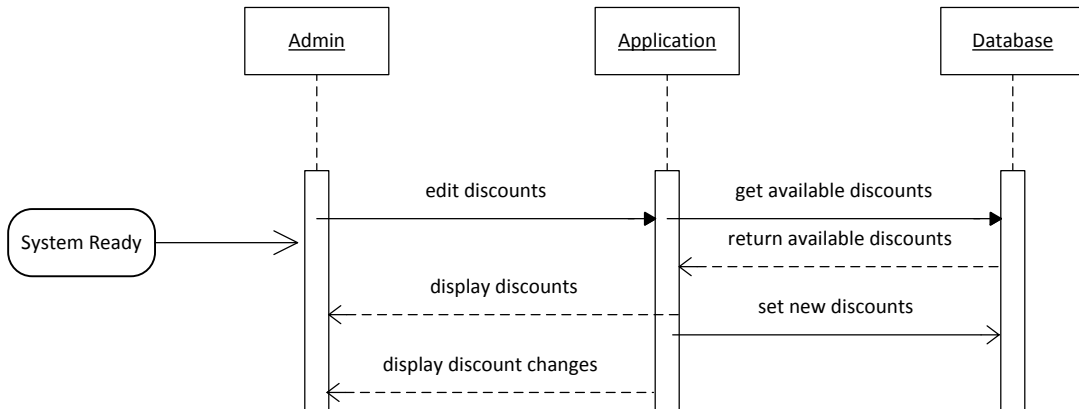 Admin
Application
Database
edit discounts
get available discounts
System Ready
return available discounts
display discounts
set new discounts
display discount changes